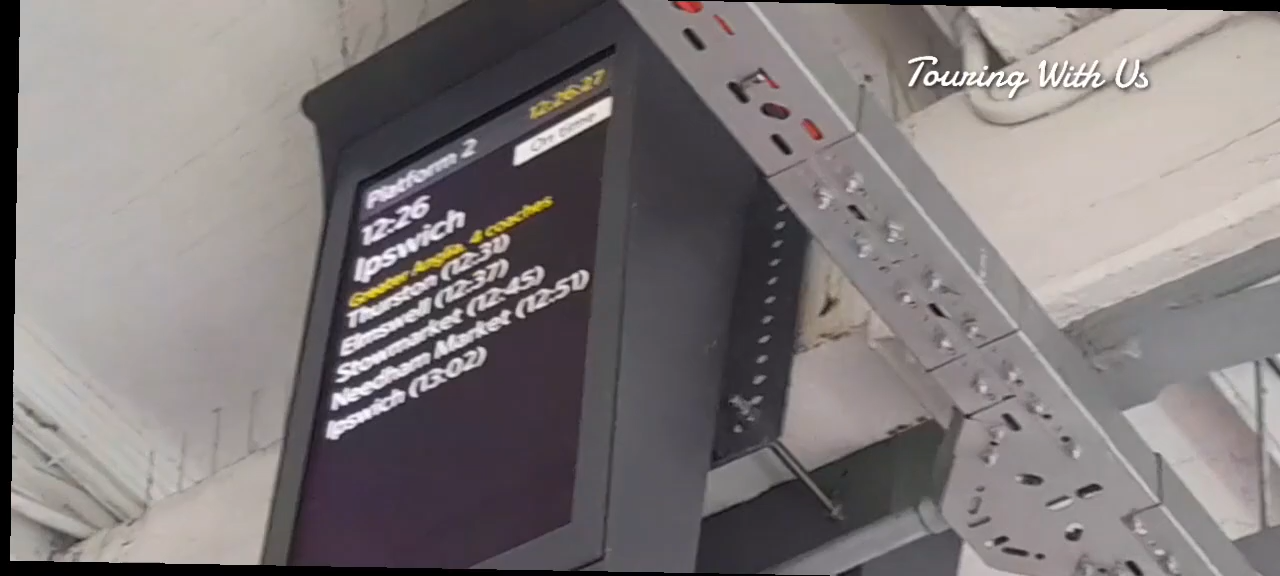 Touring With Us
12:26:27
Platform 2
On time
12:26
Ipswich
Greater Anglia, 4 coaches
Thurston (12:31)
Elmswell (12:37)
Stowmarket (12:45)
Needham Market (12:51)
Ipswich (13:02)